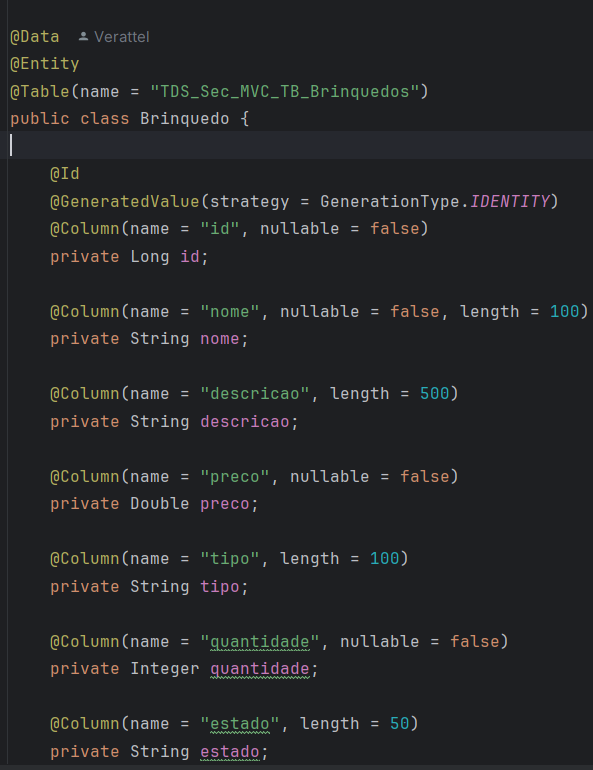 @Data Verattel
@Entity
@Table(name = "TDS_Sec_MVC_TB_Brinquedos")
public class Brinquedo {
@Id
@GeneratedValue(strategy = GenerationType.IDENTITY)
@Column(name = "id", nullable = false)
private Long id;
@Column(name = "nome", nullable = false, length = 100)
private String nome;
@Column(name = "descricao", length = 500)
private String descricao;
@Column(name = "preco", nullable = false)
private Double preco;
@Column(name = "tipo", length = 100)
private String tipo;
@Column(name = "quantidade", nullable = false)
private Integer quantidade;
@Column(name = "estado", length = 50)
private String estado;